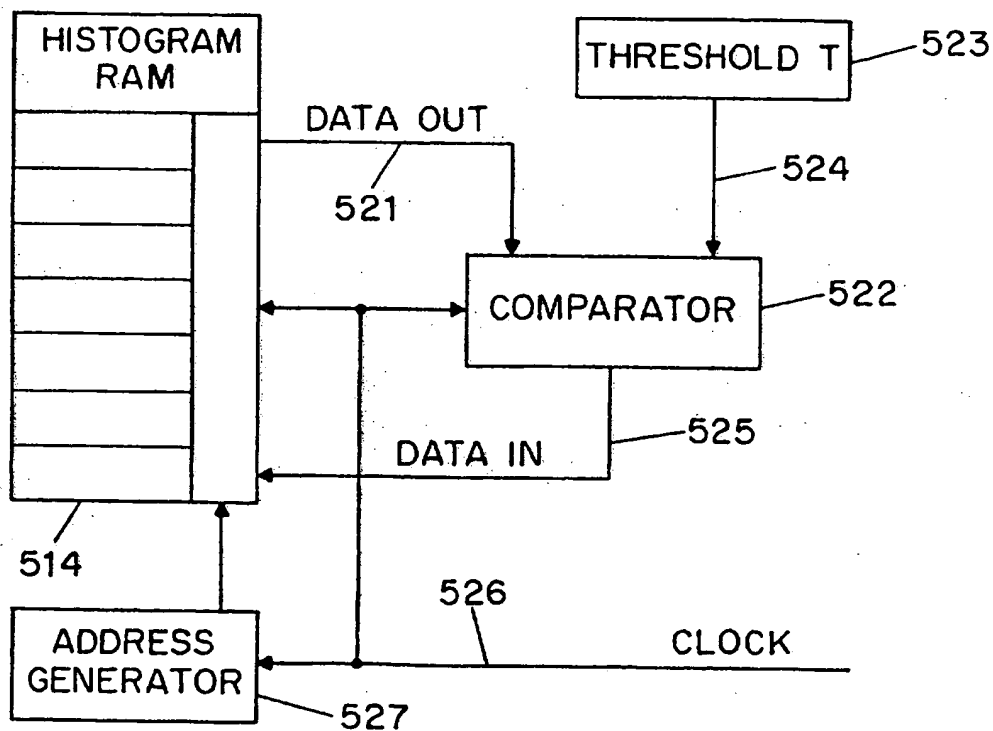 HISTOGRAM
RAM
THRESHOLD T
523
DATA OUT
524
521
COMPARATOR
522
525
DATA IN
514
526
CLOCK
ADDRESS
GENERATOR
527